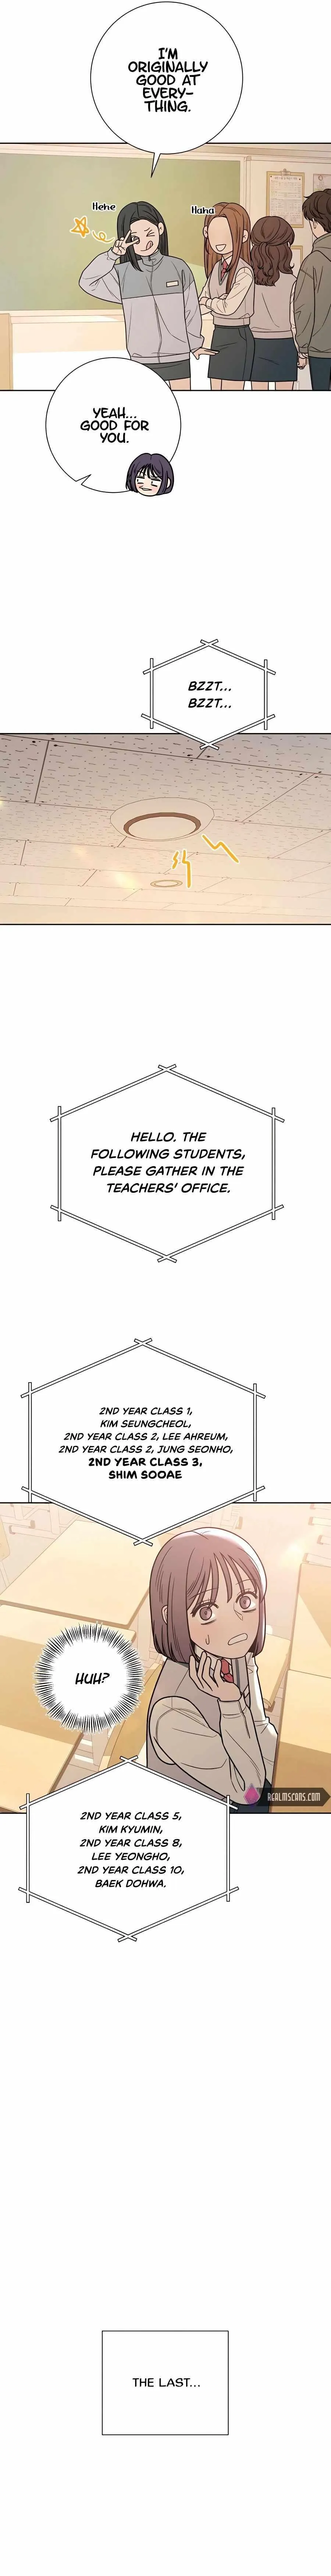 I'M
ORIGINALLY
GOOD AT
EVERY-
THING.
Hehe
Haha
YEAH...
GOOD FOR
YOU.
BZZT...
BZZT...
HELLO. THE
FOLLOWING STUDENTS,
PLEASE GATHER IN THE
TEACHERS' OFFICE.
2ND YEAR CLASS 1,
KIM SEUNGCHEOL,
2ND YEAR CLASS 2, LEE AHREUM,
2ND YEAR CLASS 2, JUNG SEONHO,
2ND YEAR CLASS 3,
SHIM SOOAE
HUH?
REALMSCANS.COM
2ND YEAR CLASS 5,
KIM KYUMIN,
2ND YEAR CLASS 8,
LEE YEONGHO,
2ND YEAR CLASS 10,
BAEK DOHWA.
THE LAST...